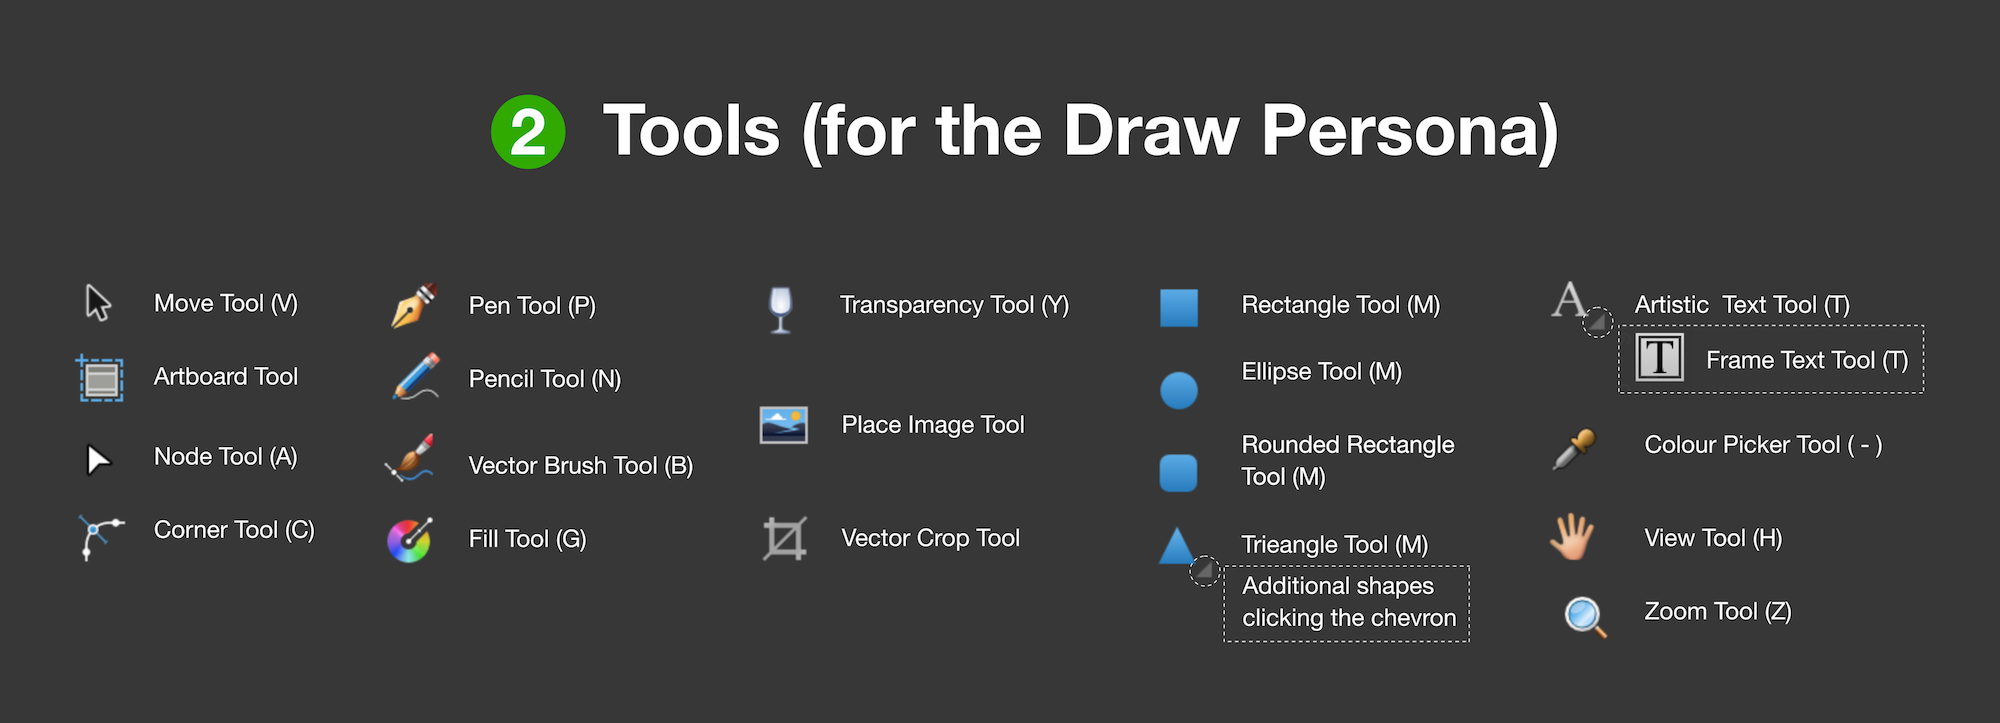 2 Tools (for the Draw Persona)
Move Tool (V)
Artboard Tool
Node Tool (A)
Corner Tool (C)
Pen Tool (P)
Pencil Tool (N)
Vector Brush Tool (B)
Fill Tool (G)
Transparency Tool (Y)
Place Image Tool
Vector Crop Tool
Rectangle Tool (M)
Ellipse Tool (M)
Rounded Rectangle
Tool (M)
Trieangle Tool (M)
Additional shapes
clicking the chevron
A
Artistic  Text Tool (T)
T
Frame Text Tool (T)
Colour Picker Tool ( - )
View Tool (H)
Zoom Tool (Z)